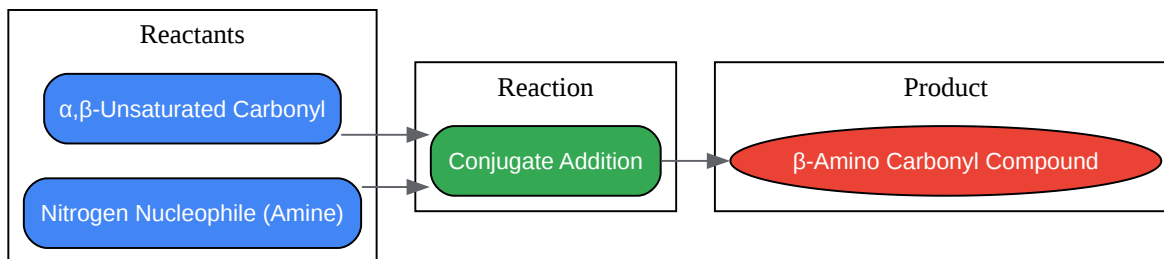 Reactants
α,β-Unsaturated Carbonyl
Nitrogen Nucleophile (Amine)
Reaction
Conjugate Addition
Product
β-Amino Carbonyl Compound